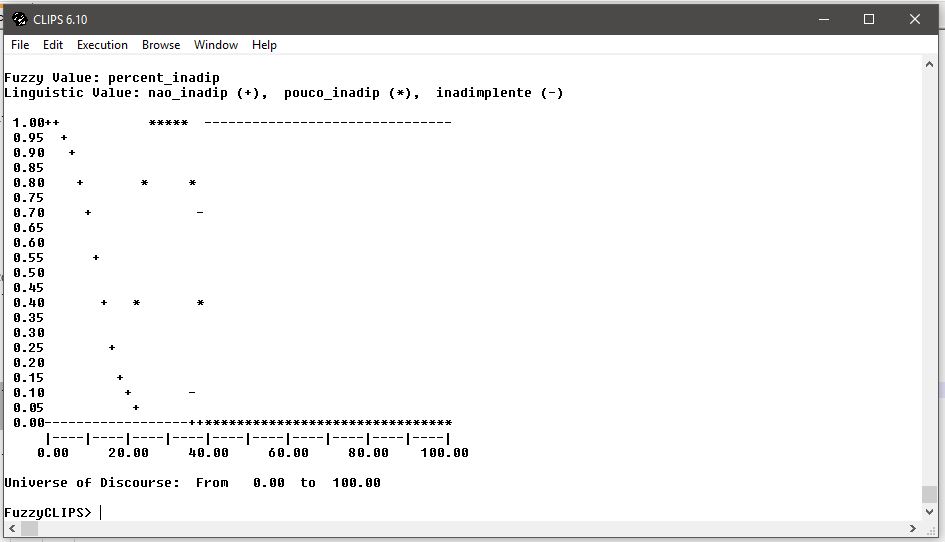 CLIPS 6.10
File Edit Execution Browse Window Help
Fuzzy Value: percent_inadip
Linguistic Value: nao_inadip (+),  pouco_inadip (*),  inadimplente (-)
 1.00++           *****  -------------------------------
 0.95  +
 0.90   +
 0.85
 0.80    +       *     *
 0.75
 0.70     +             -
 0.65
 0.60
 0.55      +
 0.50
 0.45
 0.40       +   *       *
 0.35
 0.30
 0.25        +
 0.20
 0.15         +
 0.10          +       -
 0.05           +
 0.00------------------++*******************************
     |----|----|----|----|----|----|----|----|----|----|
    0.00     20.00     40.00     60.00     80.00    100.00
Universe of Discourse:  From   0.00  to  100.00
FuzzyCLIPS>